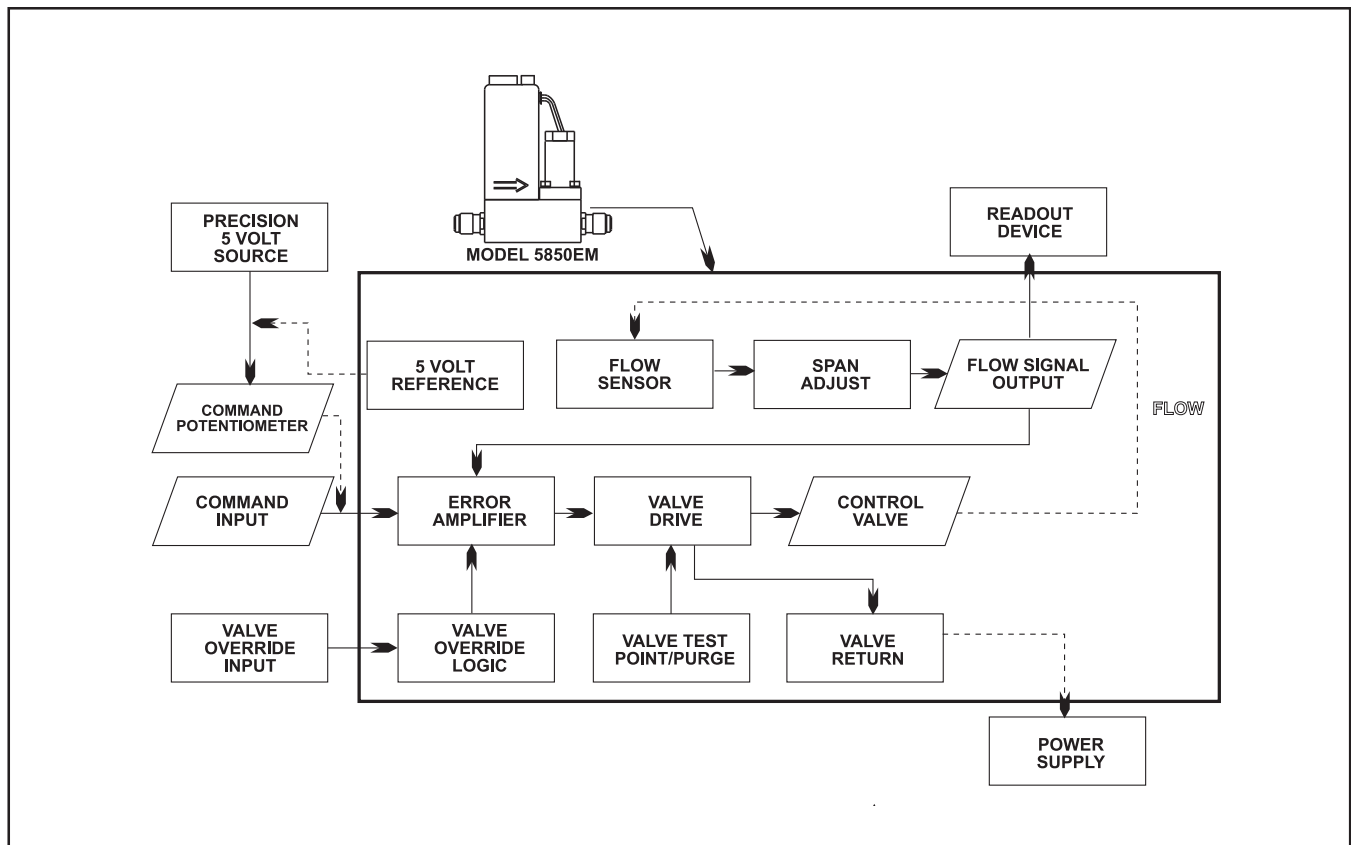 MODEL 5850EM
PRECISION
5 VOLT
SOURCE
READOUT
DEVICE
5 VOLT
REFERENCE
FLOW
SENSOR
SPAN
ADJUST
FLOW SIGNAL
OUTPUT
FLOW
COMMAND
POTENTIOMETER
COMMAND
INPUT
ERROR
AMPLIFIER
VALVE
DRIVE
CONTROL
VALVE
VALVE
OVERRIDE
INPUT
VALVE
OVERRIDE
LOGIC
VALVE TEST
POINT/PURGE
VALVE
RETURN
POWER
SUPPLY